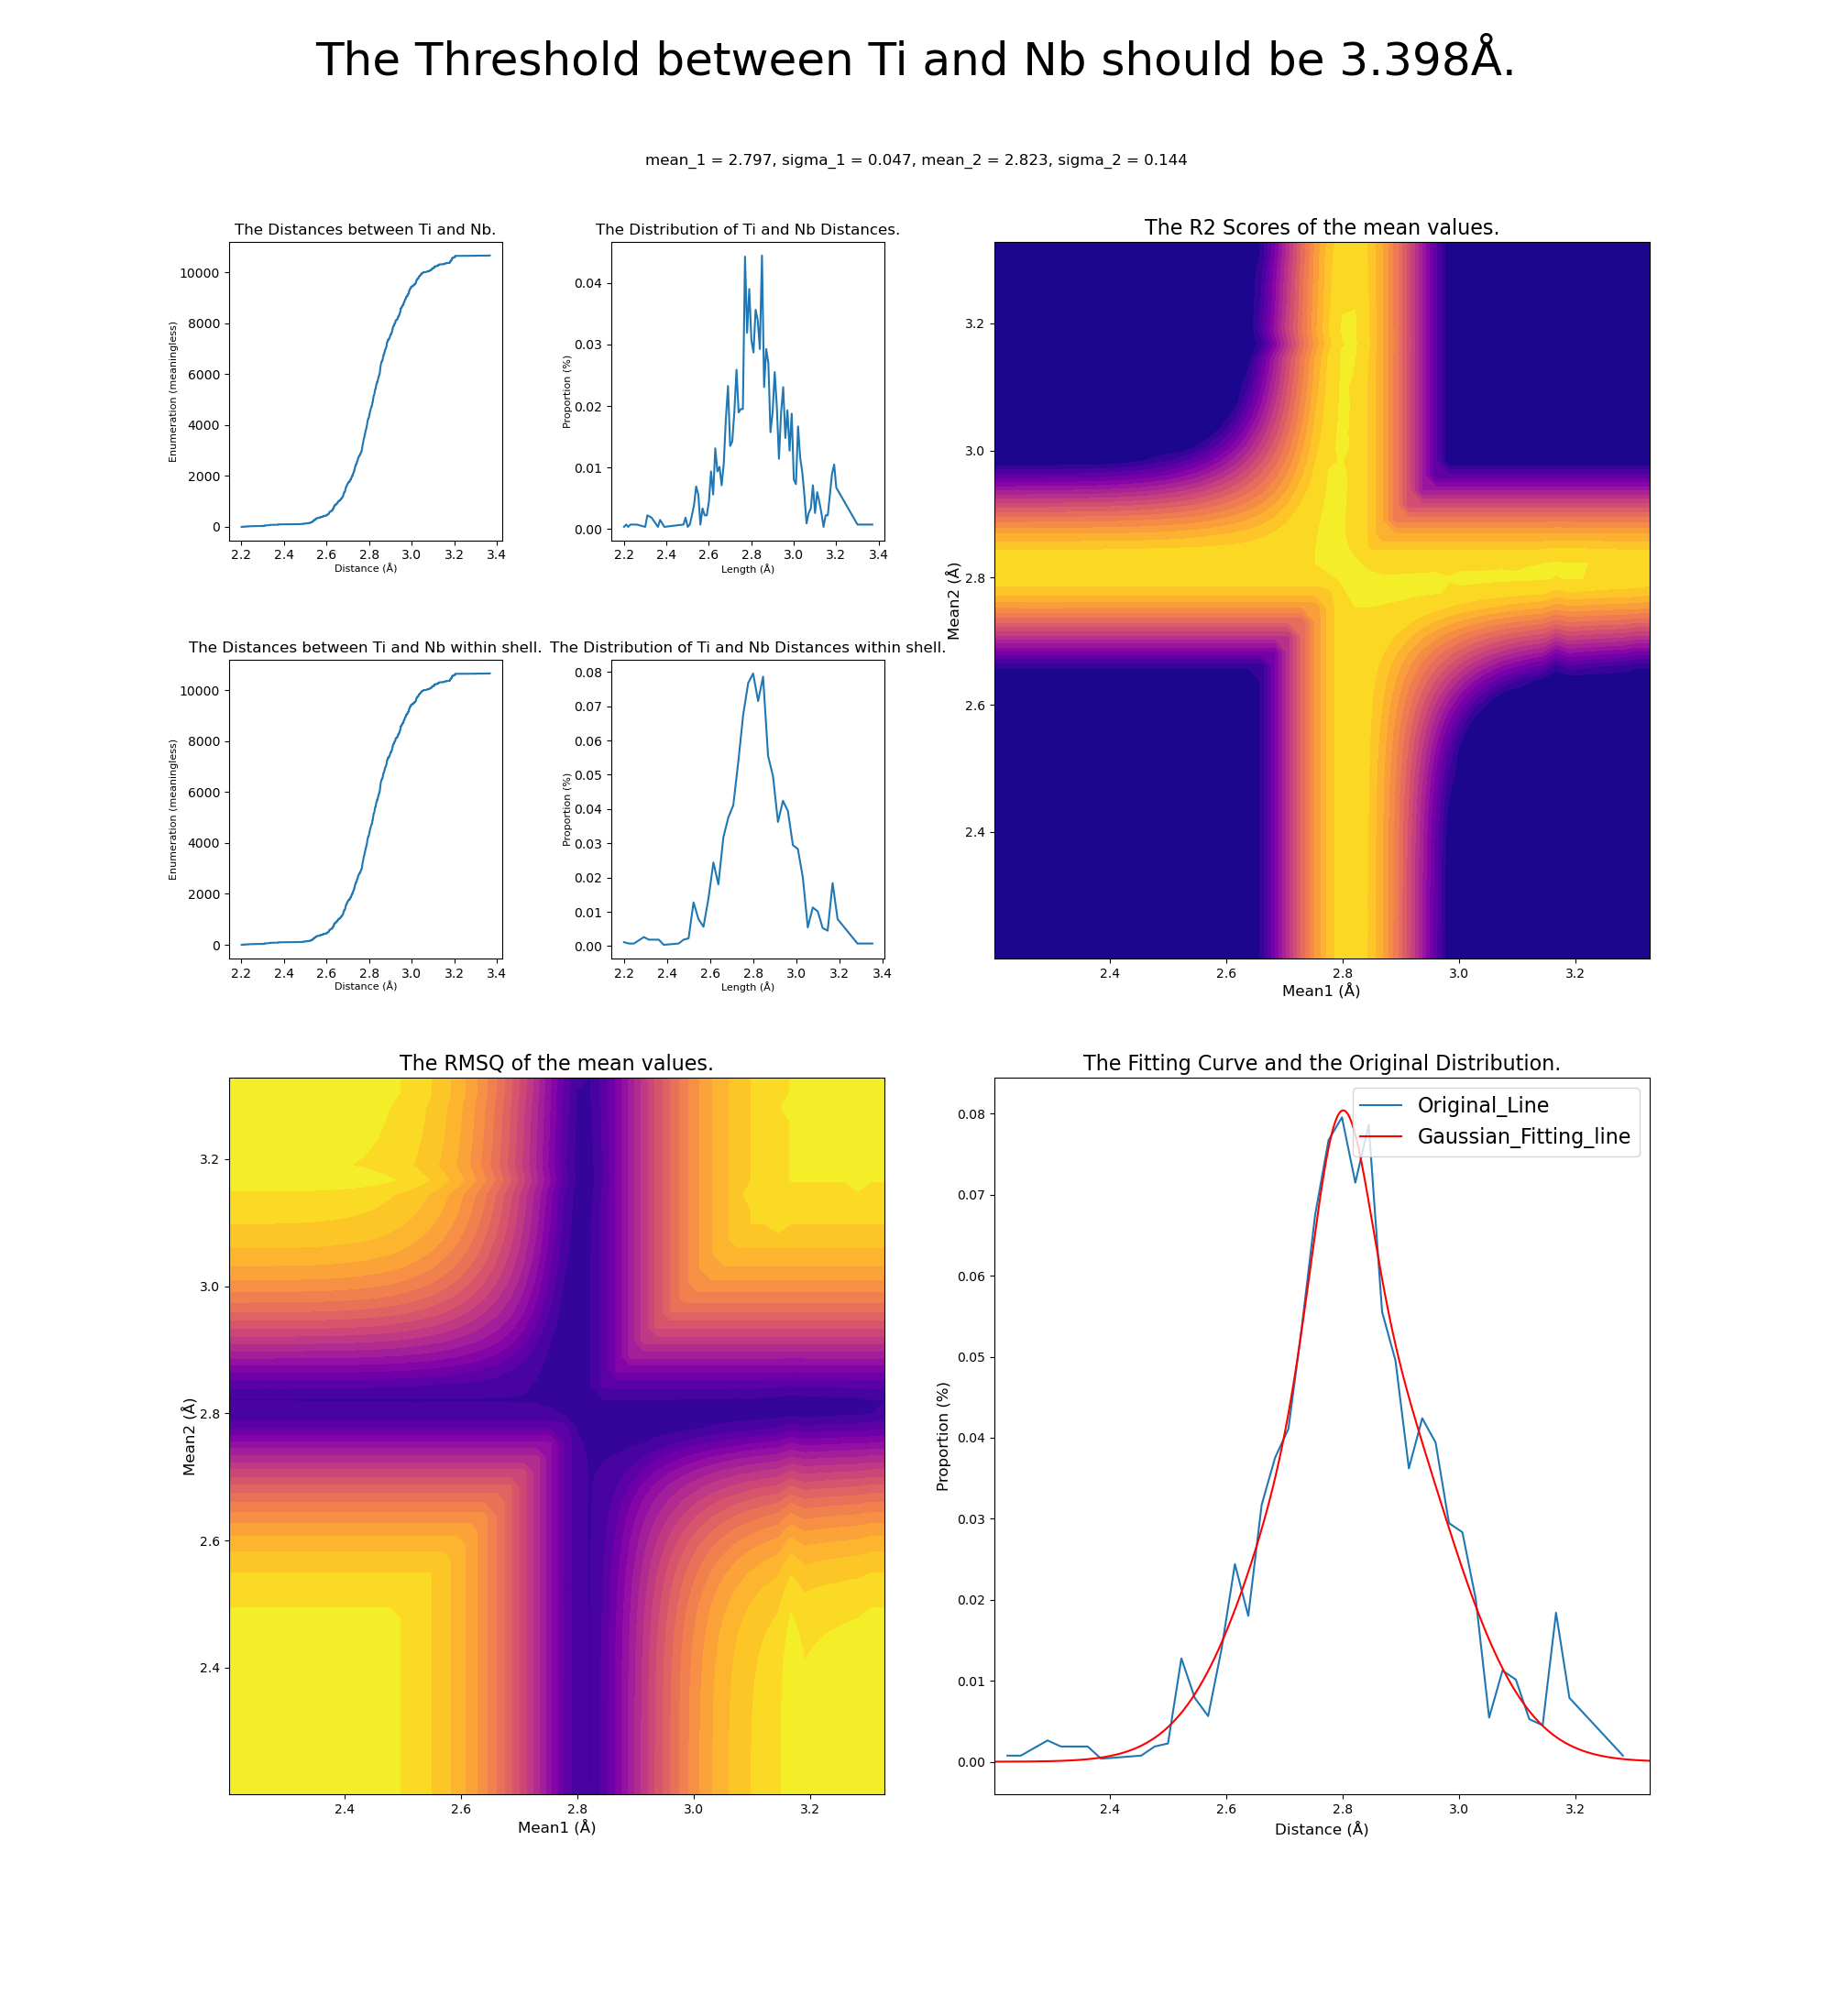 The Threshold between Ti and Nb should be 3.398Å.
mean_1 = 2.797, sigma_1 = 0.047, mean_2 = 2.823, sigma_2 = 0.144
The Distances between Ti and Nb.
Enumeration (meaningless)
10000
8000
6000
4000
2000
0
2.2 2.4 2.6 2.8 3.0 3.2 3.4
Distance (Å)
The Distribution of Ti and Nb Distances.
Proportion (%)
0.04
0.03
0.02
0.01
0.00
2.2 2.4 2.6 2.8 3.0 3.2 3.4
Length (Å)
The R2 Scores of the mean values.
Mean2 (Å)
3.2
3.0
2.8
2.6
2.4
2.4 2.6 2.8 3.0 3.2
Mean1 (Å)
The Distances between Ti and Nb within shell.
Enumeration (meaningless)
10000
8000
6000
4000
2000
0
2.2 2.4 2.6 2.8 3.0 3.2 3.4
Distance (Å)
The Distribution of Ti and Nb Distances within shell.
Proportion (%)
0.08
0.07
0.06
0.05
0.04
0.03
0.02
0.01
0.00
2.2 2.4 2.6 2.8 3.0 3.2 3.4
Length (Å)
The RMSQ of the mean values.
Mean2 (Å)
3.2
3.0
2.8
2.6
2.4
2.4 2.6 2.8 3.0 3.2
Mean1 (Å)
The Fitting Curve and the Original Distribution.
Original_Line
Gaussian_Fitting_line
Proportion (%)
0.08
0.07
0.06
0.05
0.04
0.03
0.02
0.01
0.00
2.4 2.6 2.8 3.0 3.2
Distance (Å)